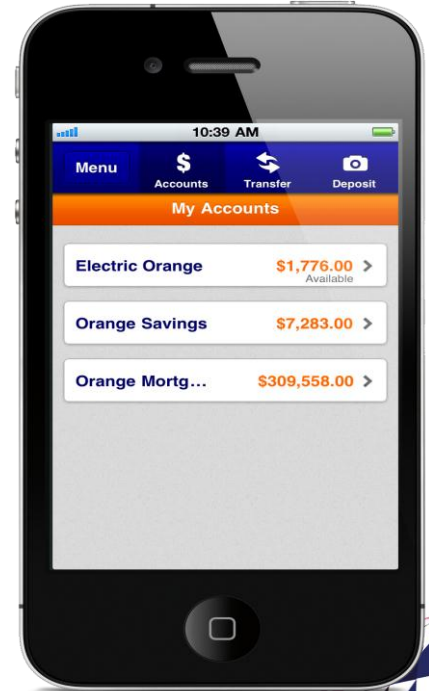 10:39 AM
Menu
$
Accounts
Transfer
Deposit
My Accounts
Electric Orange
$1,776.00
Available
Orange Savings
$7,283.00
Orange Mortg...
$309,558.00